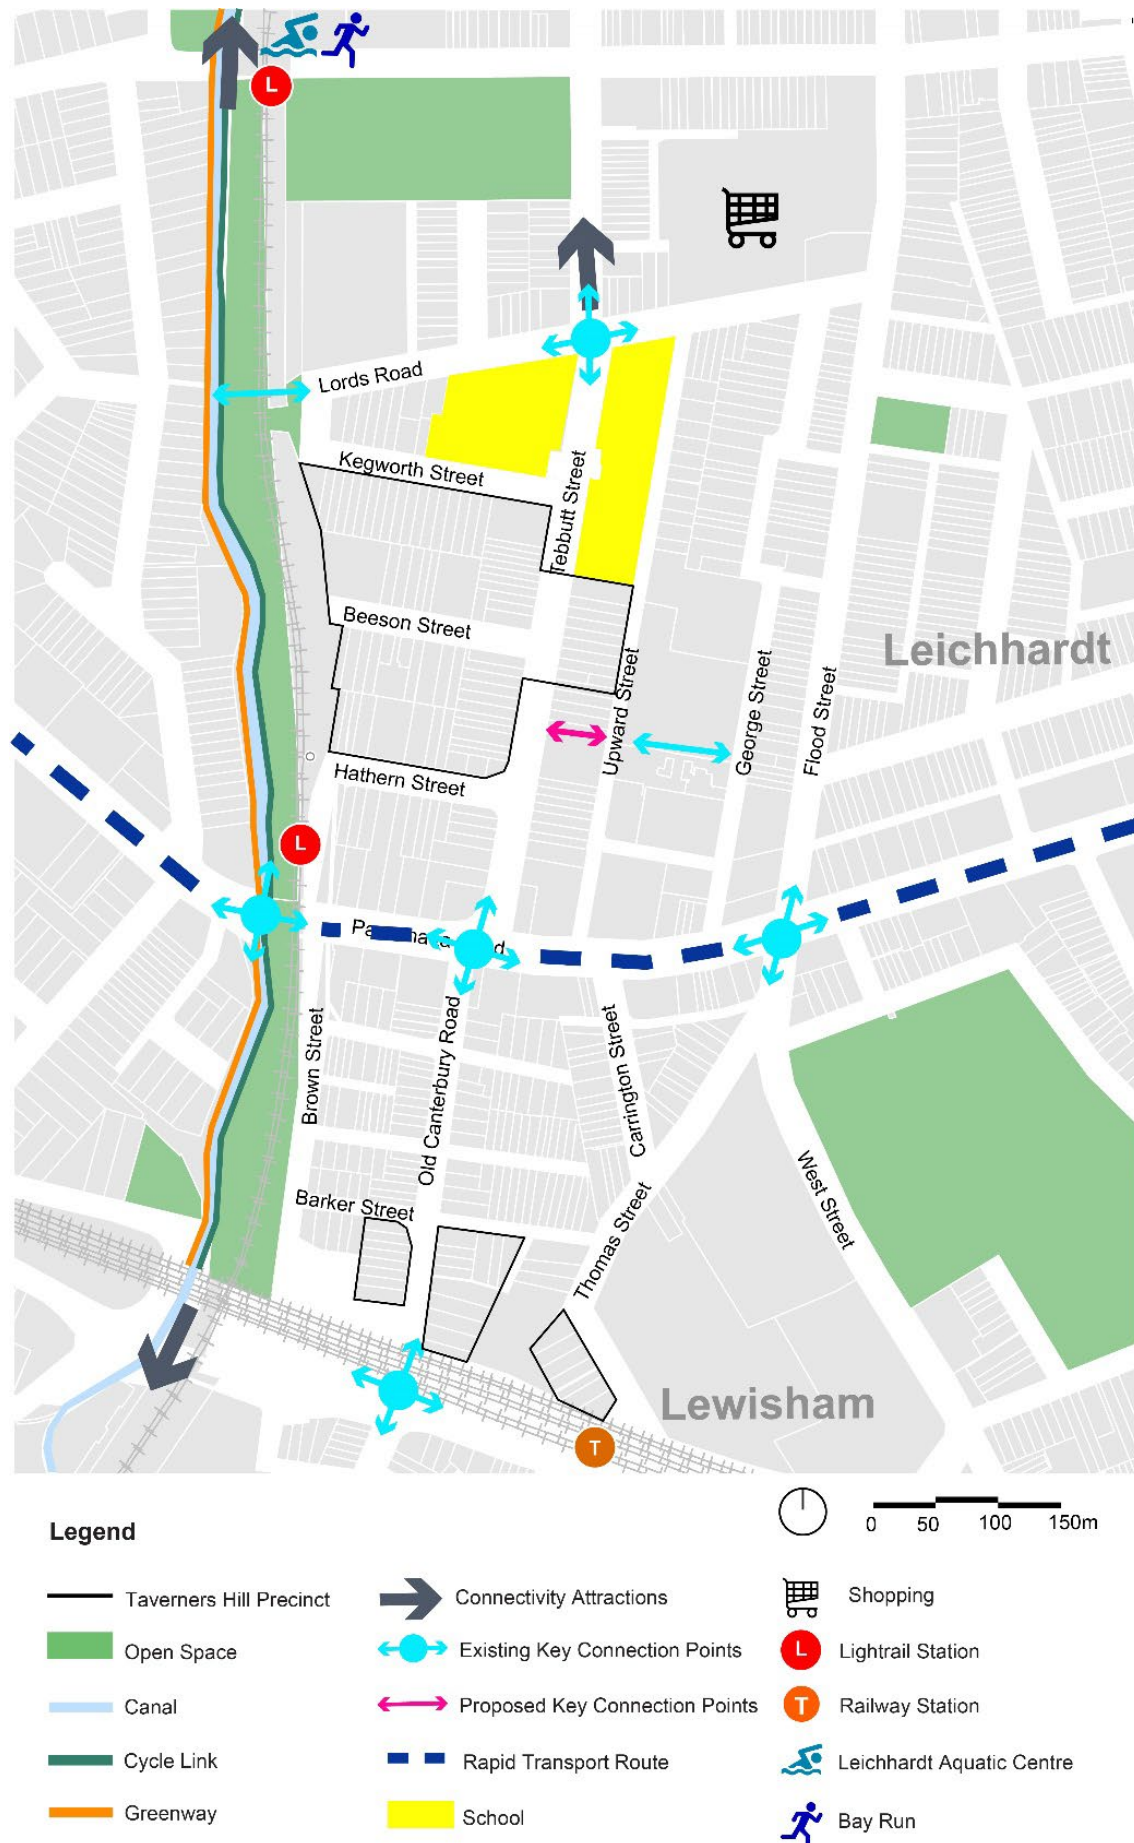 L
Lords Road
Kegworth Street
Tebbutt Street
Beeson Street
Leichhardt
Upward Street
George Street
Flood Street
Hathern Street
L
Brown Street
Old Canterbury Road
Carrington Street
Barker Street
Thomas Street
West Street
Lewisham
T
Legend
0 50 100 150m
Taverners Hill Precinct
Open Space
Canal
Cycle Link
Greenway
Connectivity Attractions
Existing Key Connection Points
Proposed Key Connection Points
Rapid Transport Route
School
Shopping
L Lightrail Station
T Railway Station
Leichhardt Aquatic Centre
Bay Run